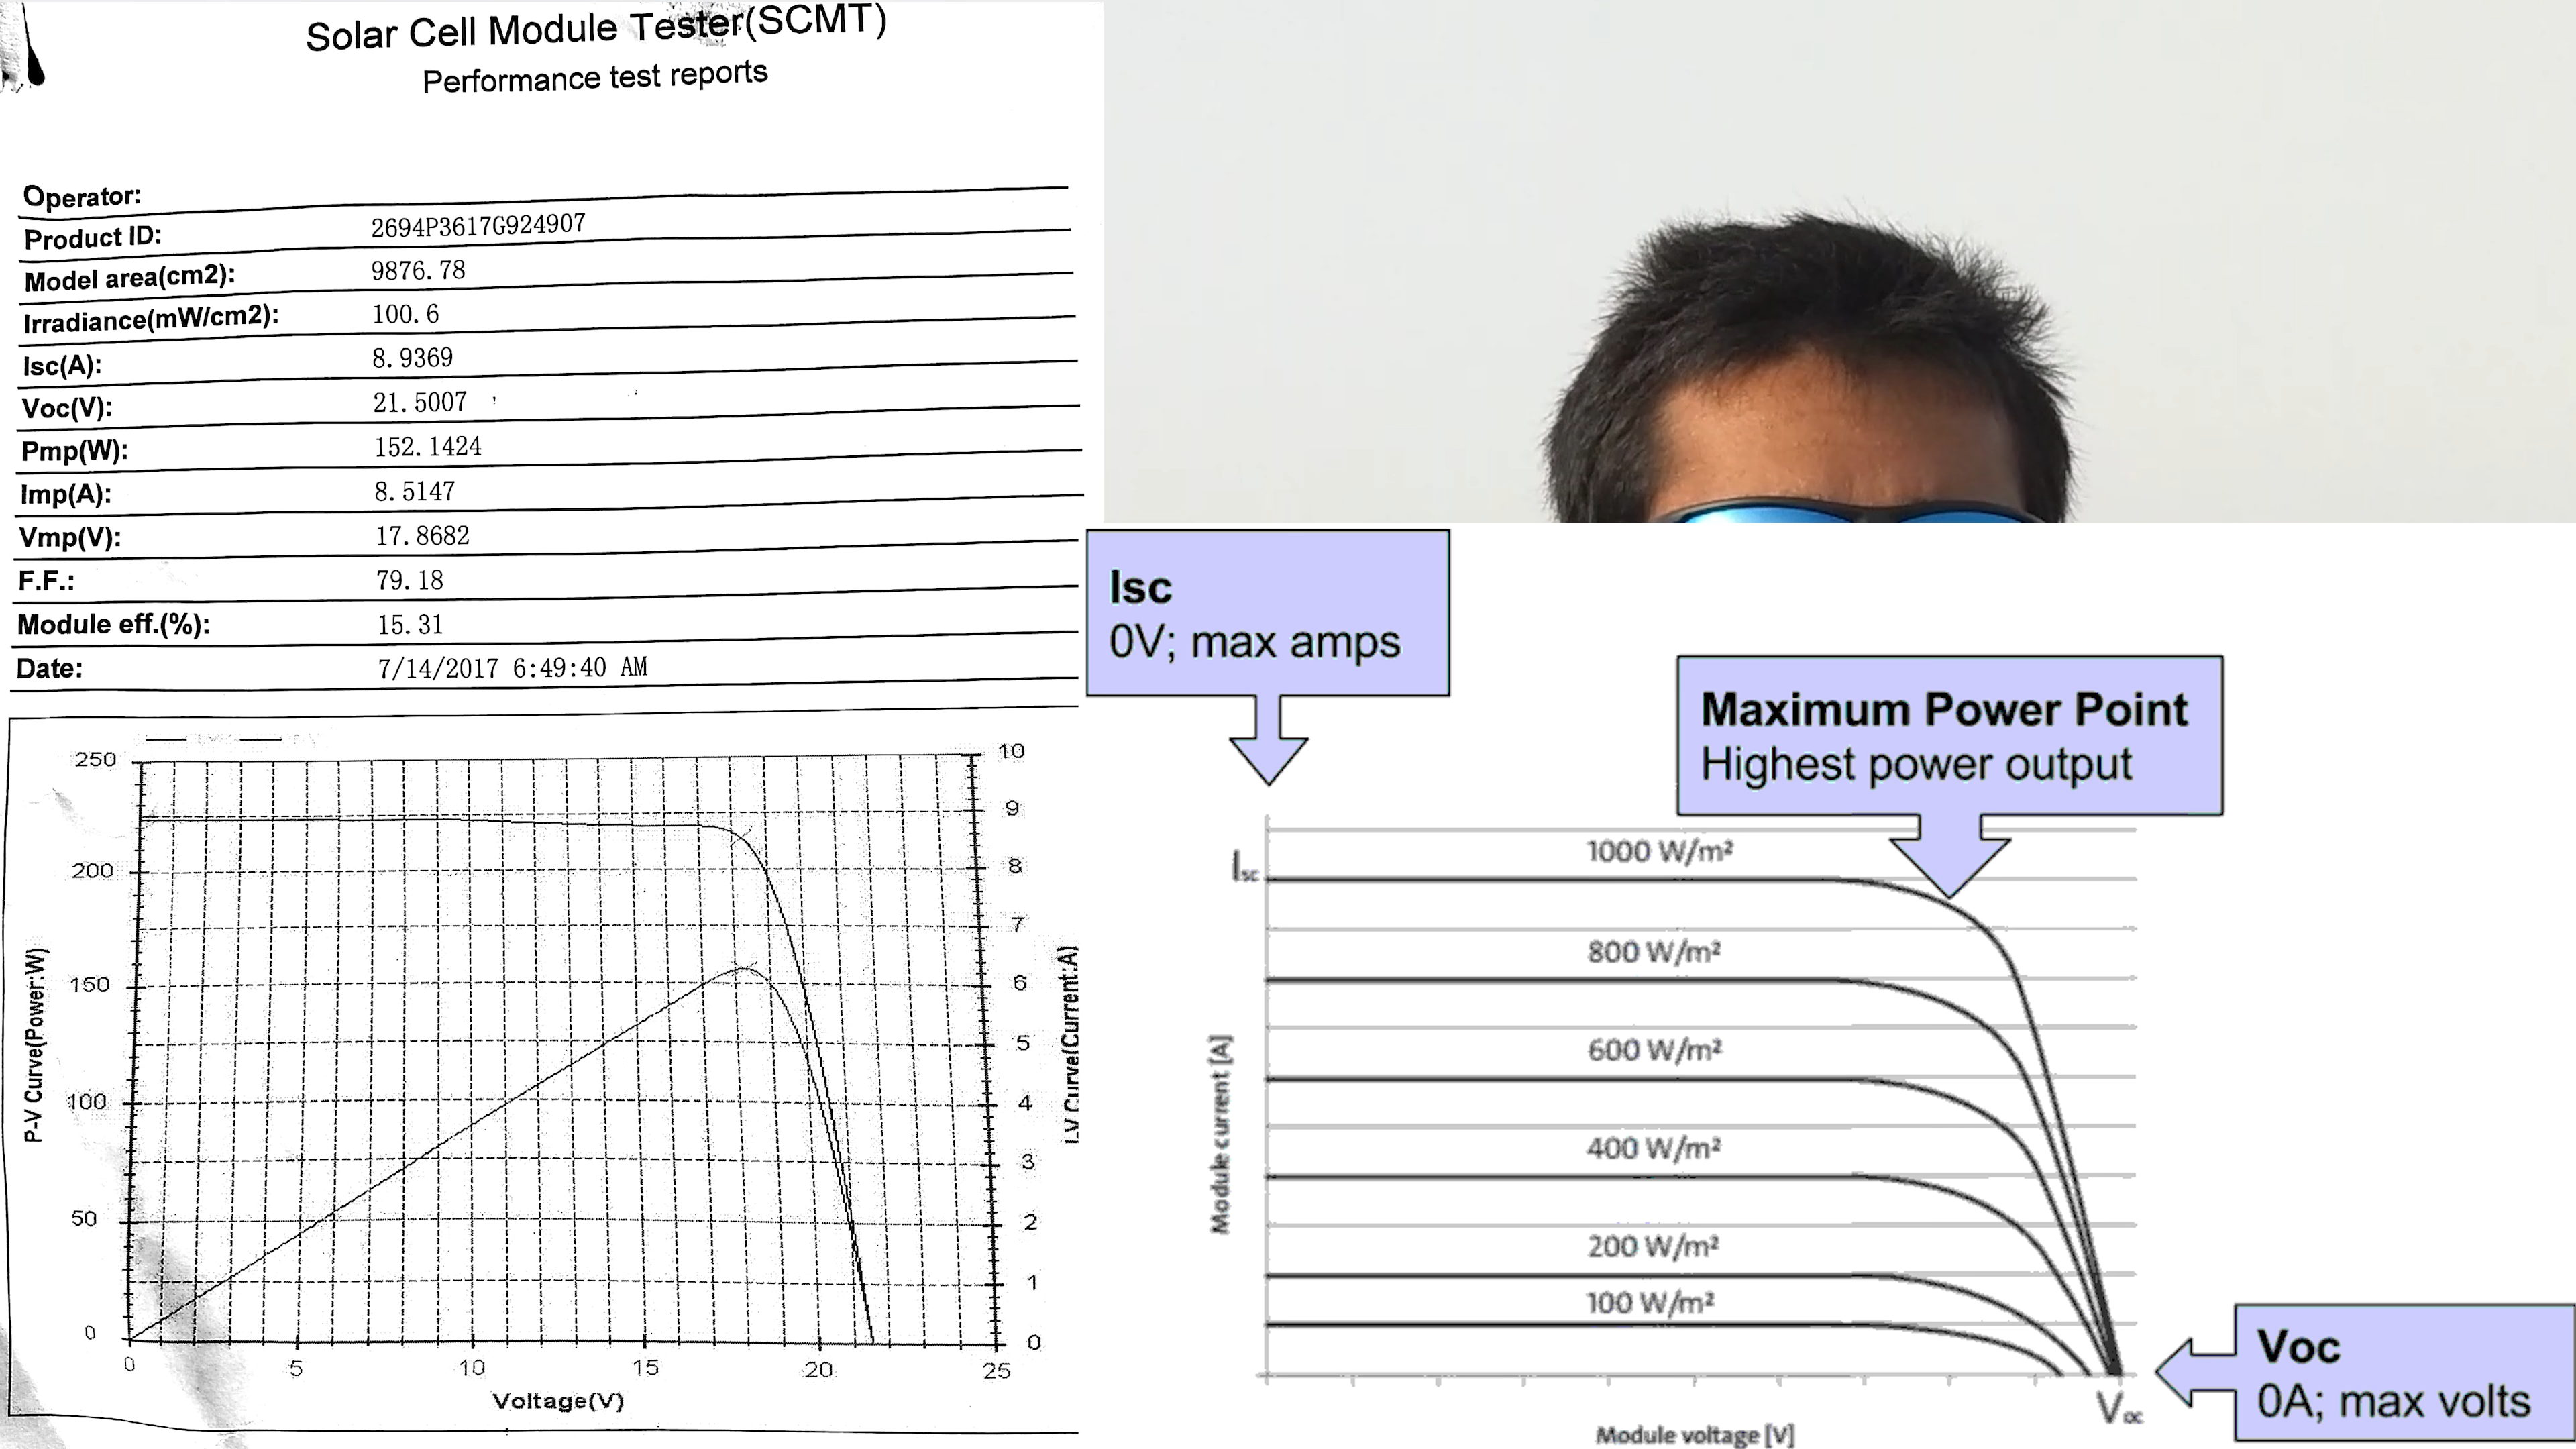 Solar Cell Module Tester(SCMT)
Performance test reports
Operator:
Product ID: 2694P3617G924907
Model area(cm2): 9876.78
Irradiance(mW/cm2): 100.6
Isc(A): 8.9369
Voc(V): 21.5007
Pmp(W): 152.1424
Imp(A): 8.5147
Vmp(V): 17.8682
F.F.: 79.18
Module eff.(%): 15.31
Date: 7/14/2017 6:49:40 AM
250
200
150
100
50
0
P-V Curve(Power:W)
10
9
8
7
6
5
4
3
2
1
0
I-V Curve(Current:A)
0 5 10 15 20 25
Voltage(V)
Isc
0V; max amps
Maximum Power Point
Highest power output
Isc
1000 W/m²
800 W/m²
600 W/m²
400 W/m²
200 W/m²
100 W/m²
Module current [A]
Voc
Module voltage [V]
Voc
0A; max volts